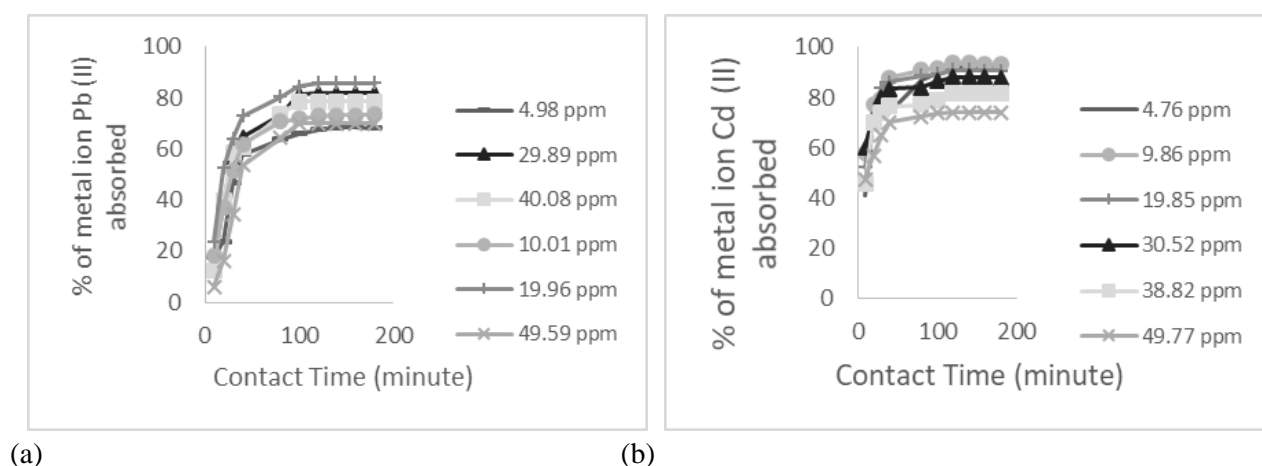 % of metal ion Pb (II)
absorbed
100
80
60
40
20
0
0 100 200
Contact Time (minute)
4.98 ppm
29.89 ppm
40.08 ppm
10.01 ppm
19.96 ppm
49.59 ppm
% of metal ion Cd (II)
absorbed
100
80
60
40
20
0
0 100 200
Contact Time (minute)
4.76 ppm
9.86 ppm
19.85 ppm
30.52 ppm
38.82 ppm
49.77 ppm
(a) (b)